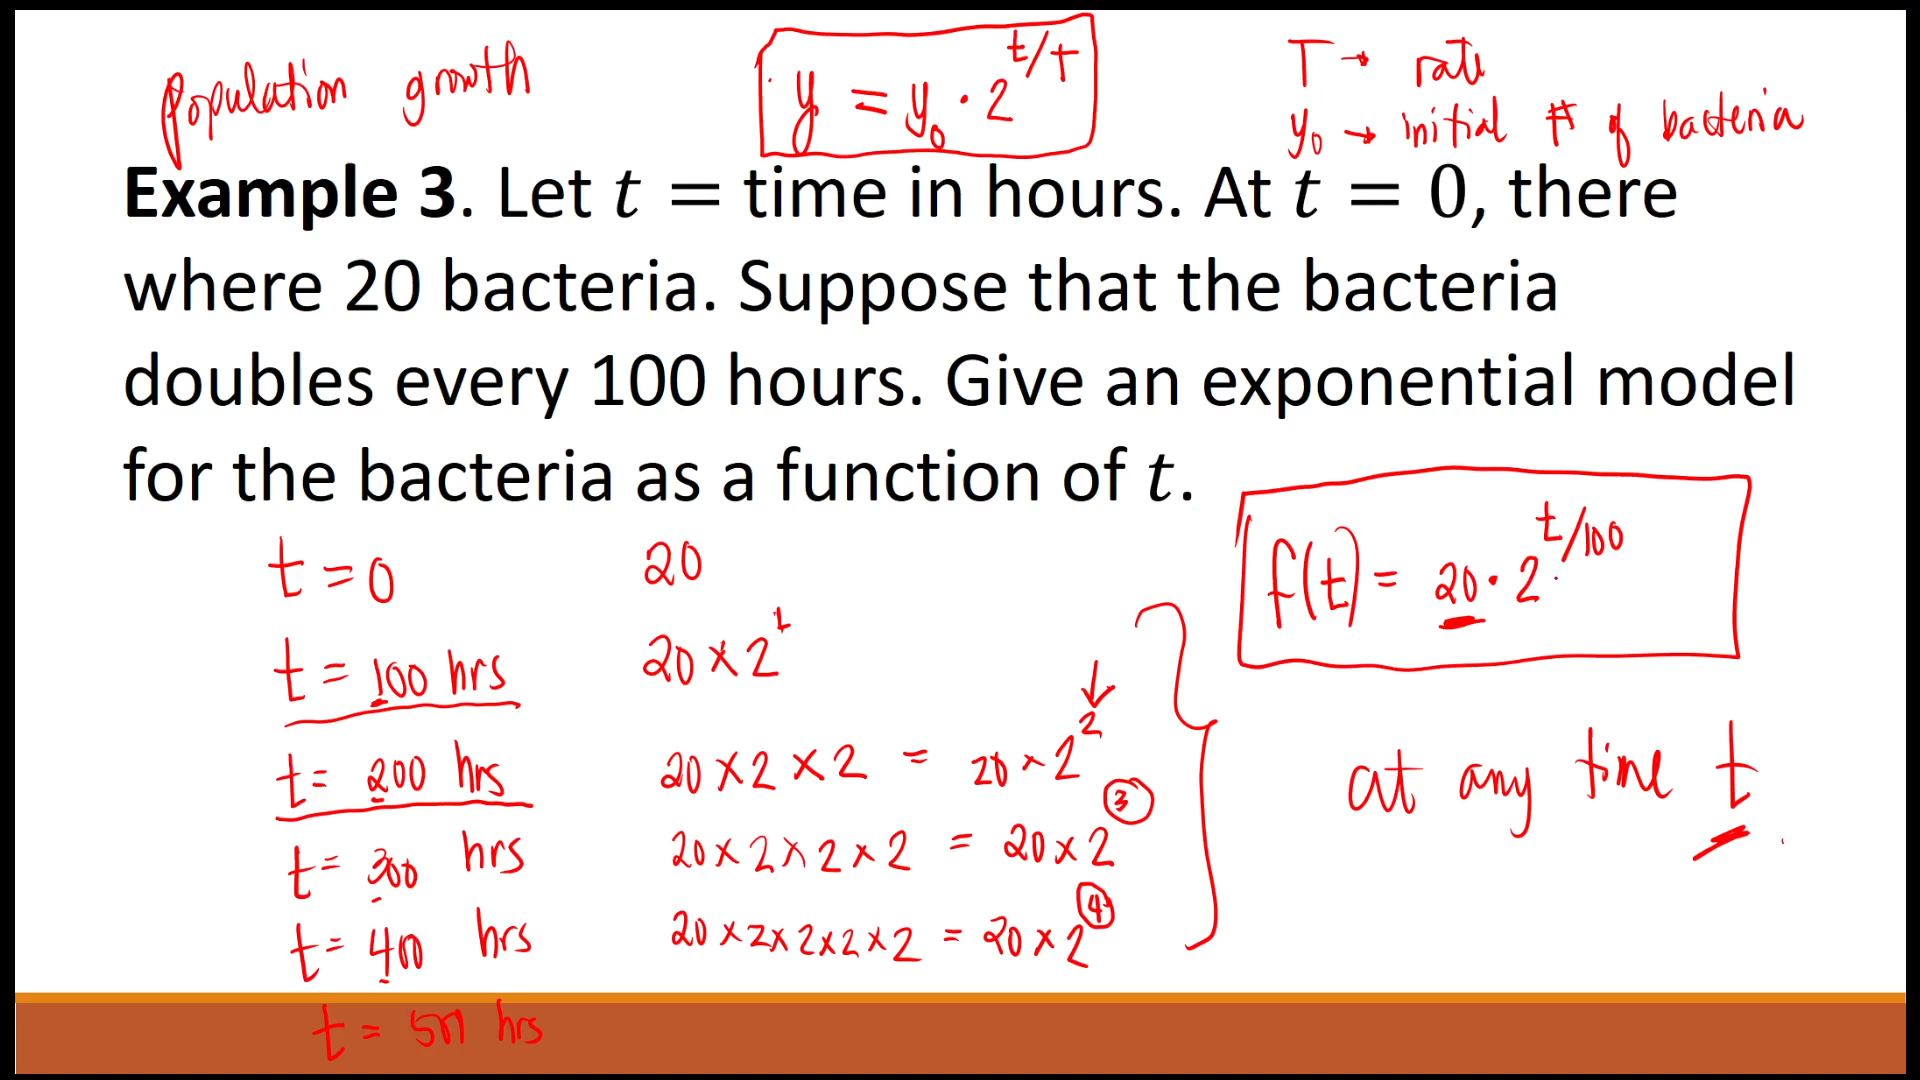 population growth
y = y₀ · 2^(t/T)
T → rate
y₀ → initial # of bacteria
Example 3. Let t = time in hours. At t = 0, there
where 20 bacteria. Suppose that the bacteria
doubles every 100 hours. Give an exponential model
for the bacteria as a function of t.
f(t) = 20 · 2^(t/100)
at any time t
t = 0 20
t = 100 hrs 20 × 2^1
t = 200 hrs 20 × 2 × 2 = 20 × 2^2
t = 300 hrs 20 × 2 × 2 × 2 = 20 × 2^3
t = 400 hrs 20 × 2 × 2 × 2 × 2 = 20 × 2^4
t = 500 hrs